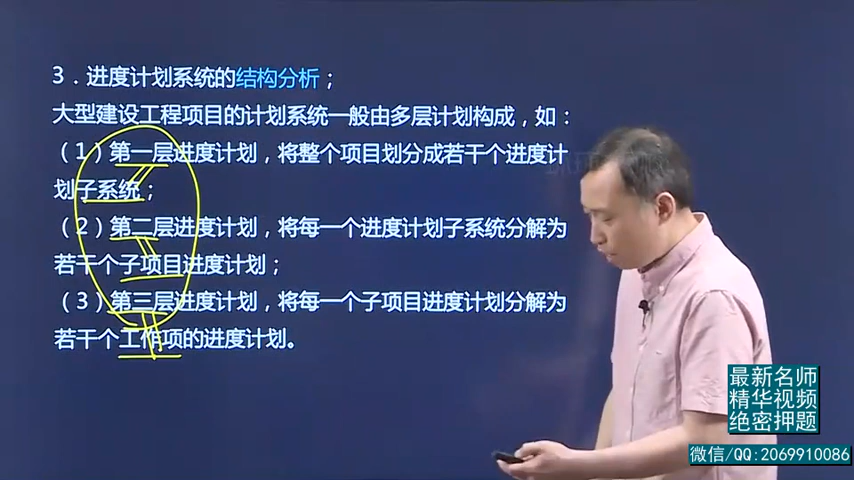 3．进度计划系统的结构分析；
大型建设工程项目的计划系统一般由多层计划构成，如：
（1）第一层进度计划，将整个项目划分成若干个进度计
划子系统；
（2）第二层进度计划，将每一个进度计划子系统分解为
若干个子项目进度计划；
（3）第三层进度计划，将每一个子项目进度计划分解为
若干个工作项的进度计划。
最新名师
精华视频
绝密押题
微信/QQ:2069910086